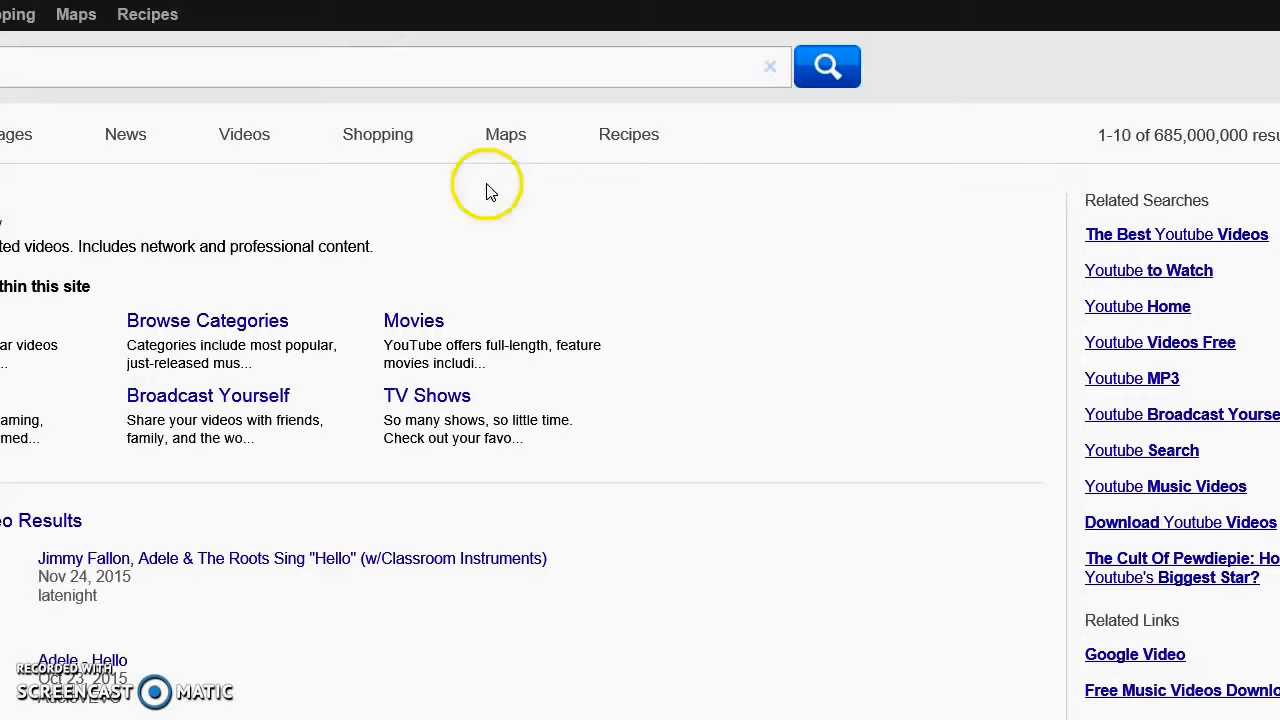 Maps Recipes
News Videos Shopping Maps Recipes
1-10 of 685,000,000
ted videos. Includes network and professional content.
thin this site
Browse Categories
Categories include most popular,
just-released mus...
Movies
YouTube offers full-length, feature
movies includi...
ar videos
Broadcast Yourself
Share your videos with friends,
family, and the wo...
TV Shows
So many shows, so little time.
Check out your favo...
aming,
med...
eo Results
Jimmy Fallon, Adele & The Roots Sing "Hello" (w/Classroom Instruments)
Nov 24, 2015
latenight
Adele - Hello
Oct 23, 2015
Related Searches
The Best Youtube Videos
Youtube to Watch
Youtube Home
Youtube Videos Free
Youtube MP3
Youtube Broadcast Yourse
Youtube Search
Youtube Music Videos
Download Youtube Videos
The Cult Of Pewdiepie: Ho
Youtube's Biggest Star?
Related Links
Google Video
Free Music Videos Downlo
RECORDED WITH
SCREENCAST MATIC